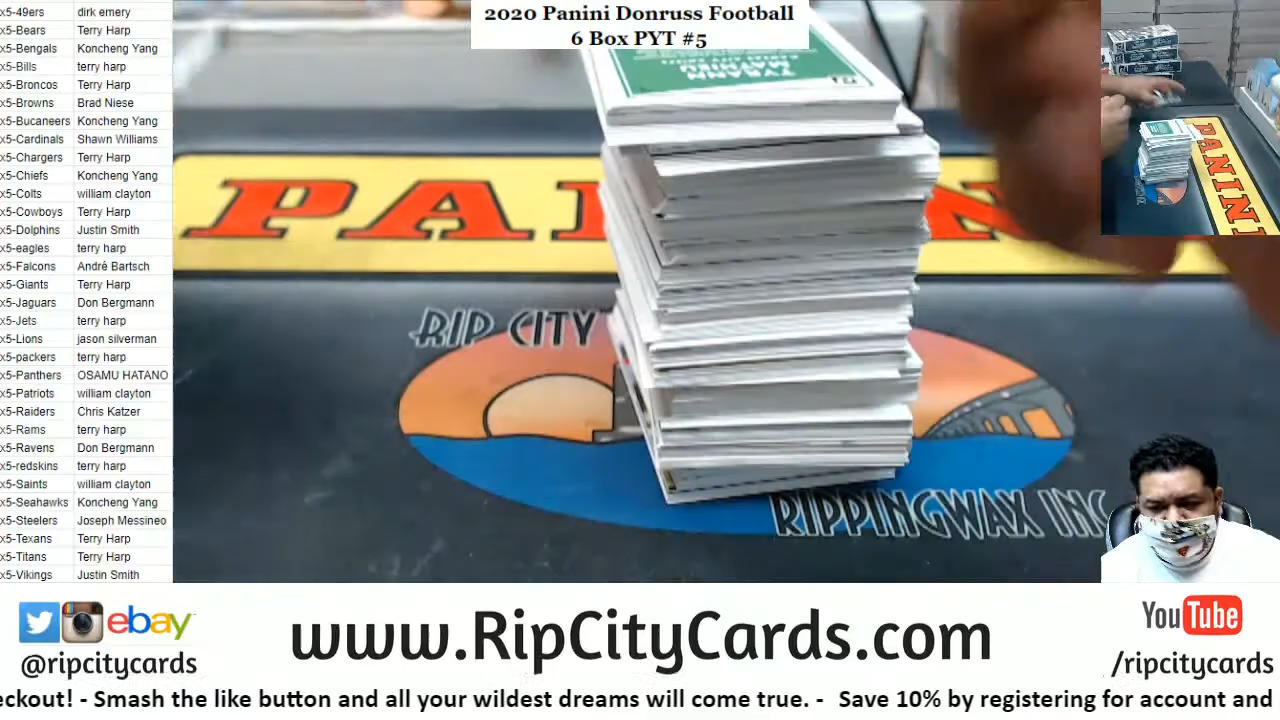 2020 Panini Donruss Football
6 Box PYT #5
x5-49ers dirk emery
x5-Bears Terry Harp
x5-Bengals Koncheng Yang
x5-Bills terry harp
x5-Broncos Terry Harp
x5-Browns Brad Niese
x5-Bucaneers Koncheng Yang
x5-Cardinals Shawn Williams
x5-Chargers Terry Harp
x5-Chiefs Koncheng Yang
x5-Colts william clayton
x5-Cowboys Terry Harp
x5-Dolphins Justin Smith
x5-eagles terry harp
x5-Falcons André Bartsch
x5-Giants Terry Harp
x5-Jaguars Don Bergmann
x5-Jets terry harp
x5-Lions jason silverman
x5-packers terry harp
x5-Panthers OSAMU HATANO
x5-Patriots william clayton
x5-Raiders Chris Katzer
x5-Rams terry harp
x5-Ravens Don Bergmann
x5-redskins terry harp
x5-Saints william clayton
x5-Seahawks Koncheng Yang
x5-Steelers Joseph Messineo
x5-Texans Terry Harp
x5-Titans Terry Harp
x5-Vikings Justin Smith
TYRANN
MATHIEU
PA N
PANINI
RIP CITY
RIPPINGWAX INC
ebay
@ripcitycards
www.RipCityCards.com
YouTube
/ripcitycards
eckout! - Smash the like button and all your wildest dreams will come true. - Save 10% by registering for account and